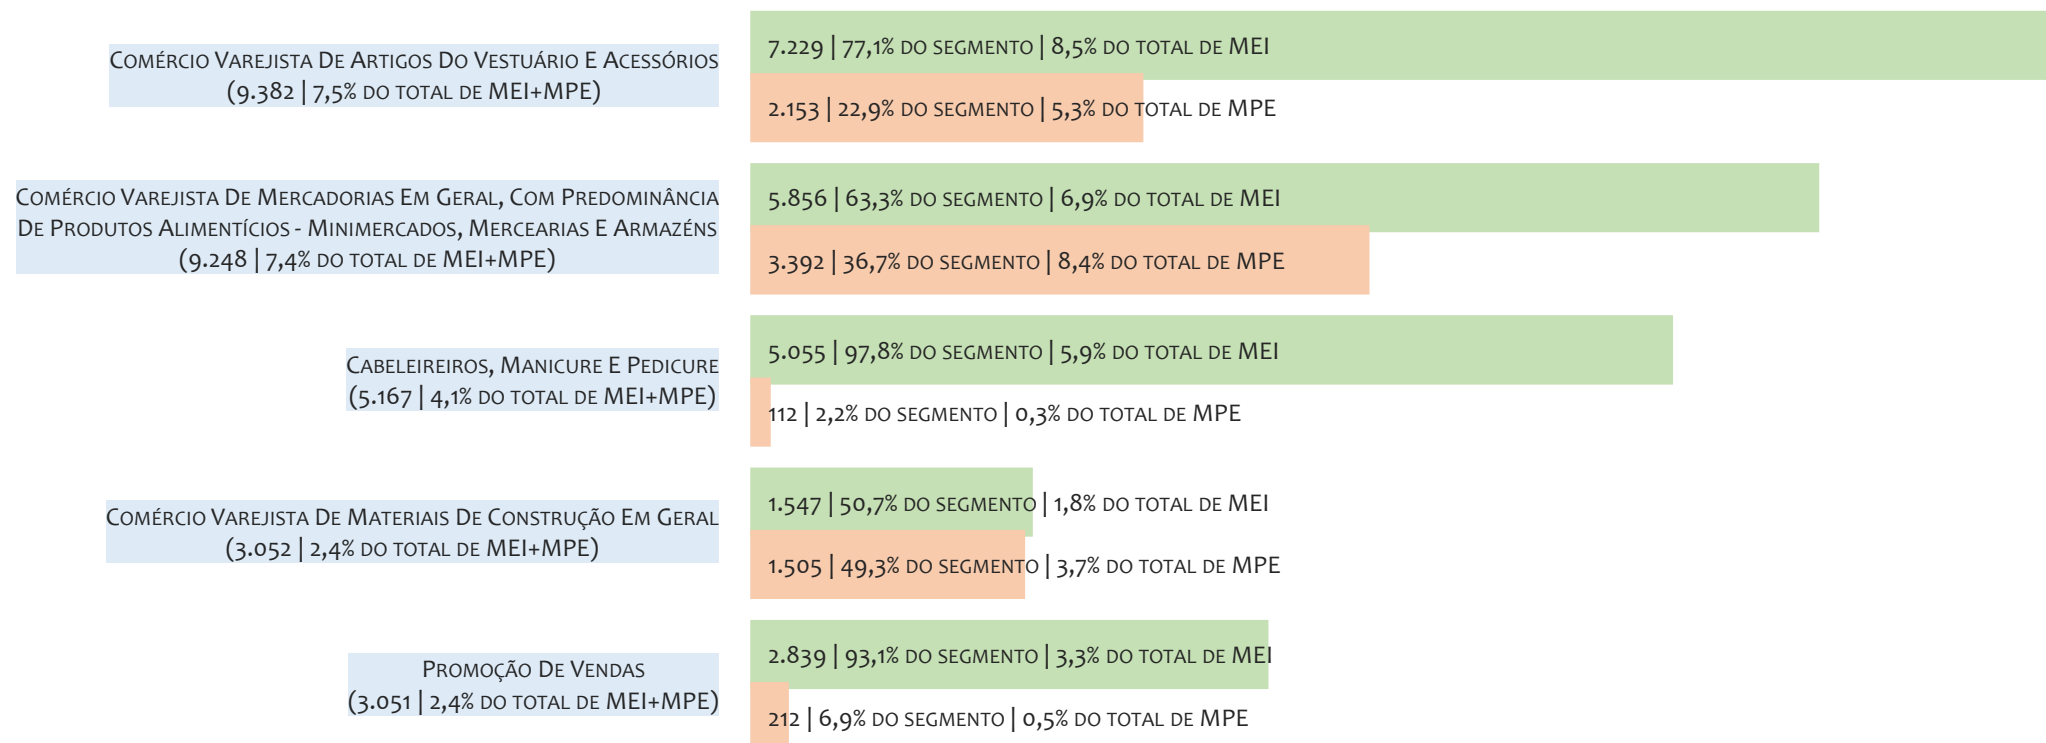 Comércio Varejista De Artigos Do Vestuário E Acessórios
(9.382 | 7,5% do total de MEI+MPE)
7.229 | 77,1% do segmento | 8,5% do total de MEI
2.153 | 22,9% do segmento | 5,3% do total de MPE
Comércio Varejista De Mercadorias Em Geral, Com Predominância
De Produtos Alimentícios - Minimercados, Mercearias E Armazéns
(9.248 | 7,4% do total de MEI+MPE)
5.856 | 63,3% do segmento | 6,9% do total de MEI
3.392 | 36,7% do segmento | 8,4% do total de MPE
Cabeleireiros, Manicure E Pedicure
(5.167 | 4,1% do total de MEI+MPE)
5.055 | 97,8% do segmento | 5,9% do total de MEI
112 | 2,2% do segmento | 0,3% do total de MPE
Comércio Varejista De Materiais De Construção Em Geral
(3.052 | 2,4% do total de MEI+MPE)
1.547 | 50,7% do segmento | 1,8% do total de MEI
1.505 | 49,3% do segmento | 3,7% do total de MPE
Promoção De Vendas
(3.051 | 2,4% do total de MEI+MPE)
2.839 | 93,1% do segmento | 3,3% do total de MEI
212 | 6,9% do segmento | 0,5% do total de MPE